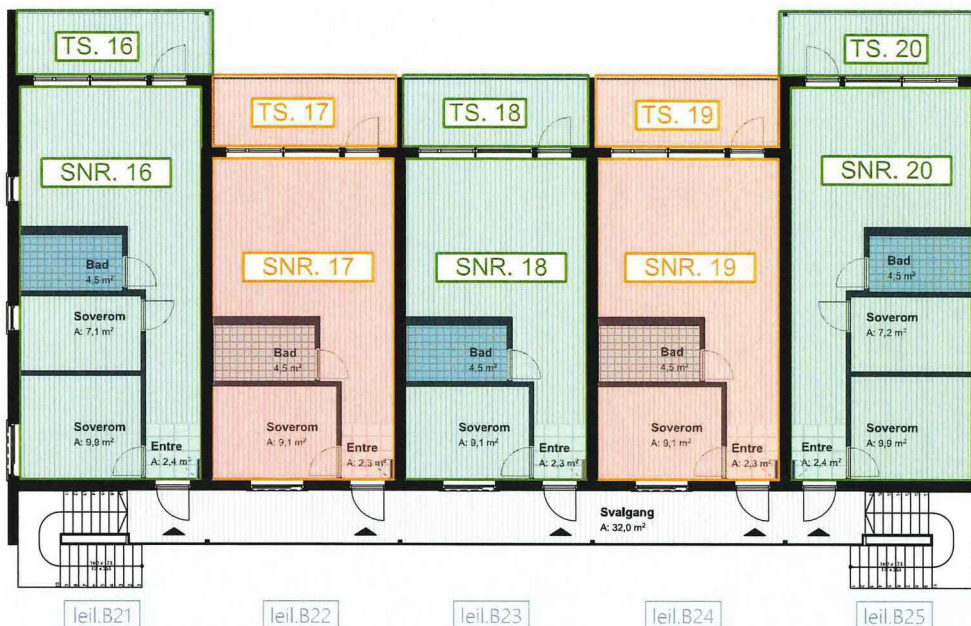 TS. 16
TS. 20
TS. 17
TS. 18
TS. 19
SNR. 16
SNR. 20
SNR. 17
SNR. 18
SNR. 19
Bad
4,5 m²
Bad
4,5 m²
Soverom
A: 7,1 m²
Soverom
A: 7,2 m²
Bad
4,5 m²
Bad
4,5 m²
Bad
4,5 m²
Soverom
A: 9,9 m²
Soverom
A: 9,1 m²
Soverom
A: 9,1 m²
Soverom
A: 9,1 m²
Soverom
A: 9,9 m²
Entre
A: 2,4 m²
Entre
A: 2,3 m²
Entre
A: 2,3 m²
Entre
A: 2,3 m²
Entre
A: 2,4 m²
Svalgang
A: 32,0 m²
leil.B21
leil.B22
leil.B23
leil.B24
leil.B25